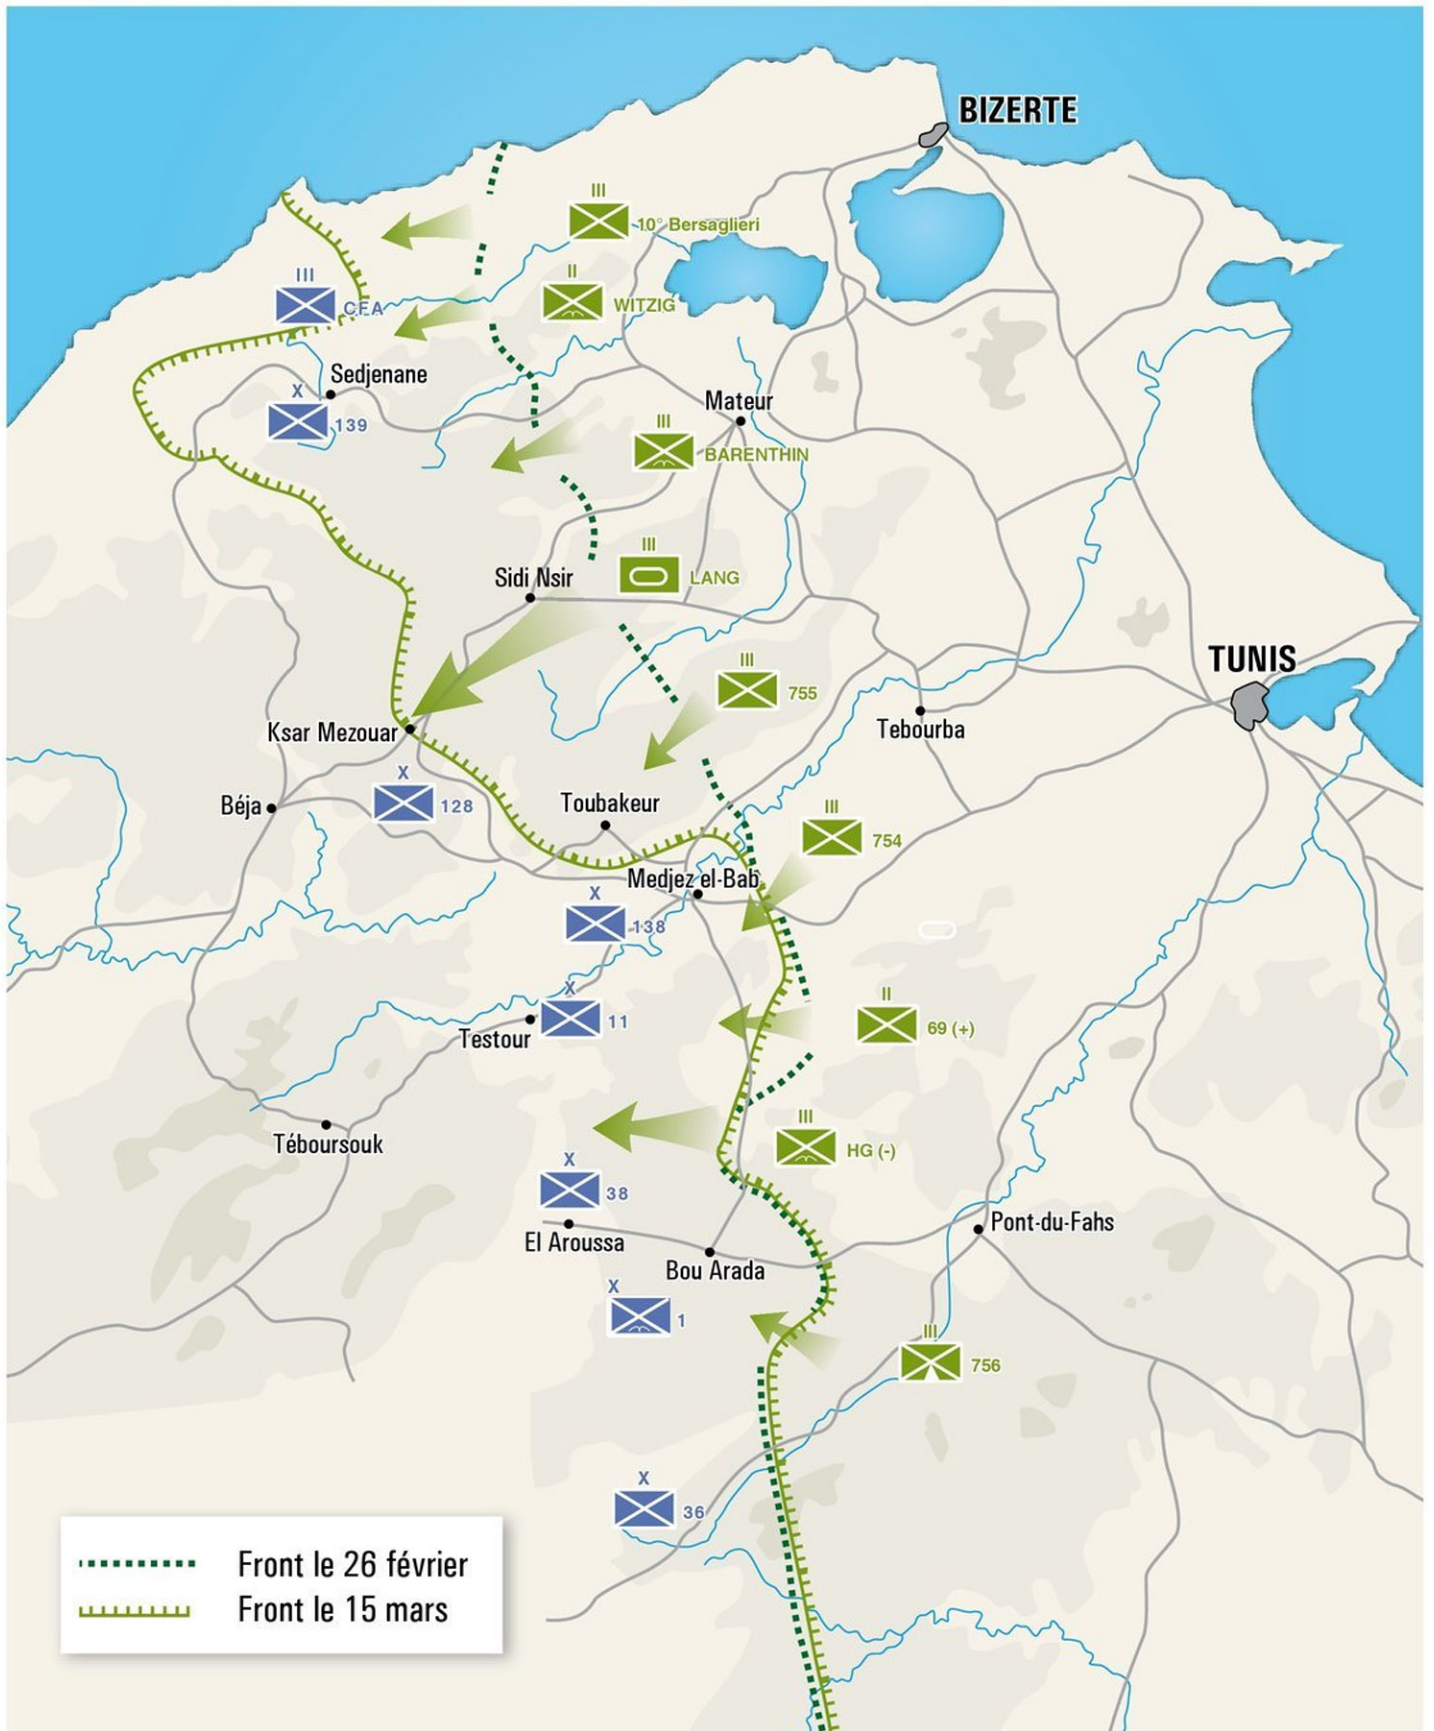 BIZERTE
III
10° Bersaglieri
III
CFA
II
WITZIG
Sedjenane
X
139
Mateur
III
BARENTHIN
III
LANG
Sidi Nsir
TUNIS
III
755
Tebourba
Ksar Mezouar
X
128
Béja
Toubakeur
III
754
Medjez el-Bab
X
138
X
11
Testour
II
69 (+)
Téboursouk
III
HG (-)
X
38
El Aroussa
Pont-du-Fahs
Bou Arada
X
1
III
756
X
36
Front le 26 février
Front le 15 mars